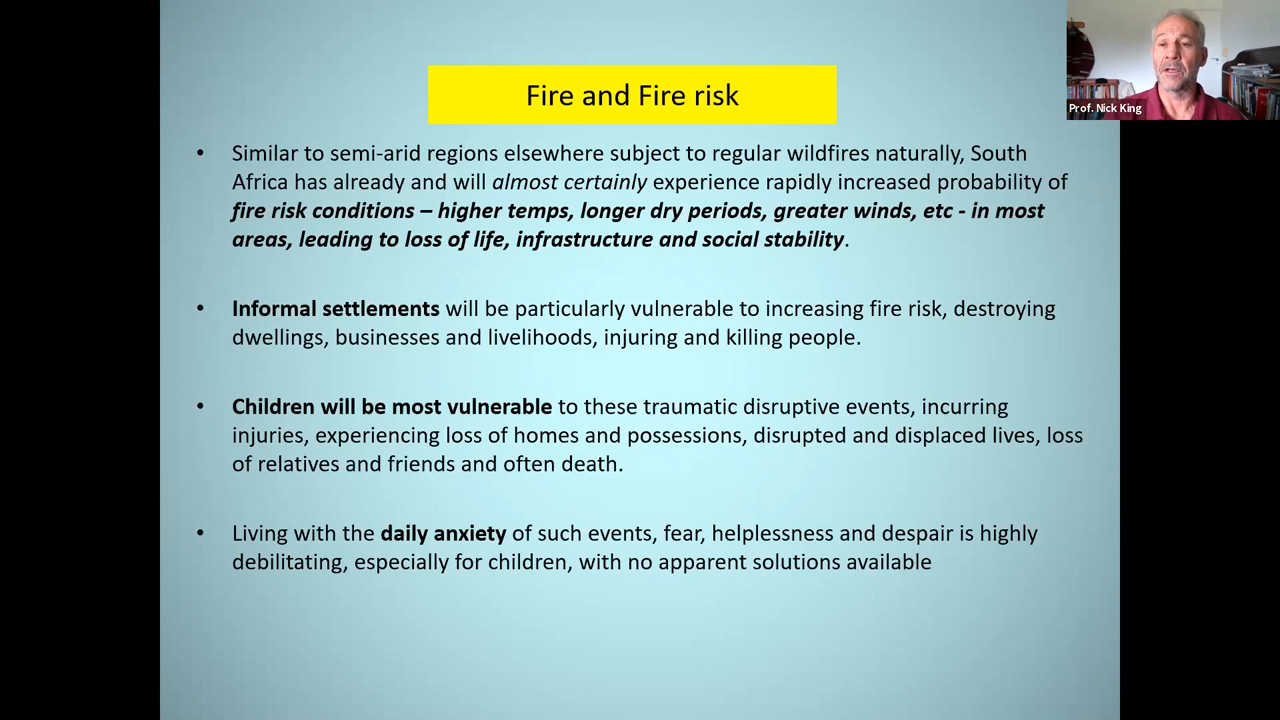 Fire and Fire risk
Prof. Nick King
• Similar to semi-arid regions elsewhere subject to regular wildfires naturally, South
Africa has already and will almost certainly experience rapidly increased probability of
fire risk conditions – higher temps, longer dry periods, greater winds, etc - in most
areas, leading to loss of life, infrastructure and social stability.
• Informal settlements will be particularly vulnerable to increasing fire risk, destroying
dwellings, businesses and livelihoods, injuring and killing people.
• Children will be most vulnerable to these traumatic disruptive events, incurring
injuries, experiencing loss of homes and possessions, disrupted and displaced lives, loss
of relatives and friends and often death.
• Living with the daily anxiety of such events, fear, helplessness and despair is highly
debilitating, especially for children, with no apparent solutions available